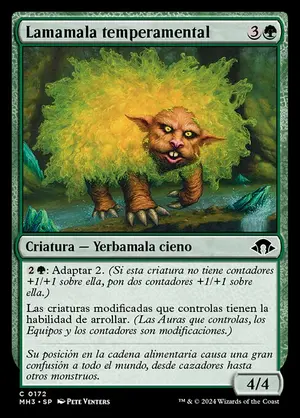 Lamamala temperamental 3
Criatura — Yerbamala cieno
2: Adaptar 2. (Si esta criatura no tiene contadores
+1/+1 sobre ella, pon dos contadores +1/+1 sobre
ella.)
Las criaturas modificadas que controlas tienen la
habilidad de arrollar. (Las Auras que controlas, los
Equipos y los contadores son modificaciones.)
Su posición en la cadena alimentaria causa una gran
confusión a todo el mundo, desde cazadores hasta
otros monstruos.
4/4
C 0172
MH3 • SP Pete Venters
™ & © 2024 Wizards of the Coast